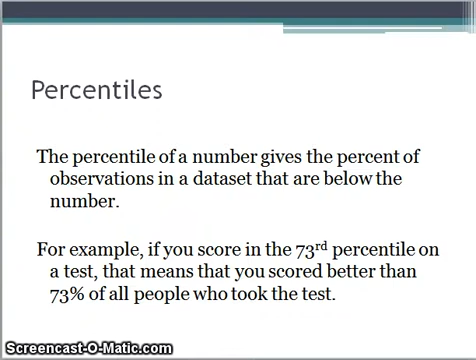 Percentiles
The percentile of a number gives the percent of
observations in a dataset that are below the
number.
For example, if you score in the 73rd percentile on
a test, that means that you scored better than
73% of all people who took the test.
Screencast-O-Matic.com